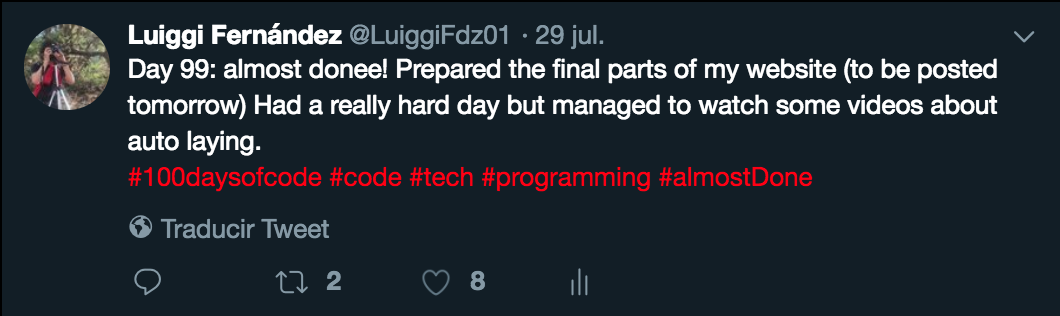 Luiggi Fernández @LuiggiFdz01 · 29 jul.
Day 99: almost donee! Prepared the final parts of my website (to be posted
tomorrow) Had a really hard day but managed to watch some videos about
auto laying.
#100daysofcode #code #tech #programming #almostDone
Traducir Tweet
2 8